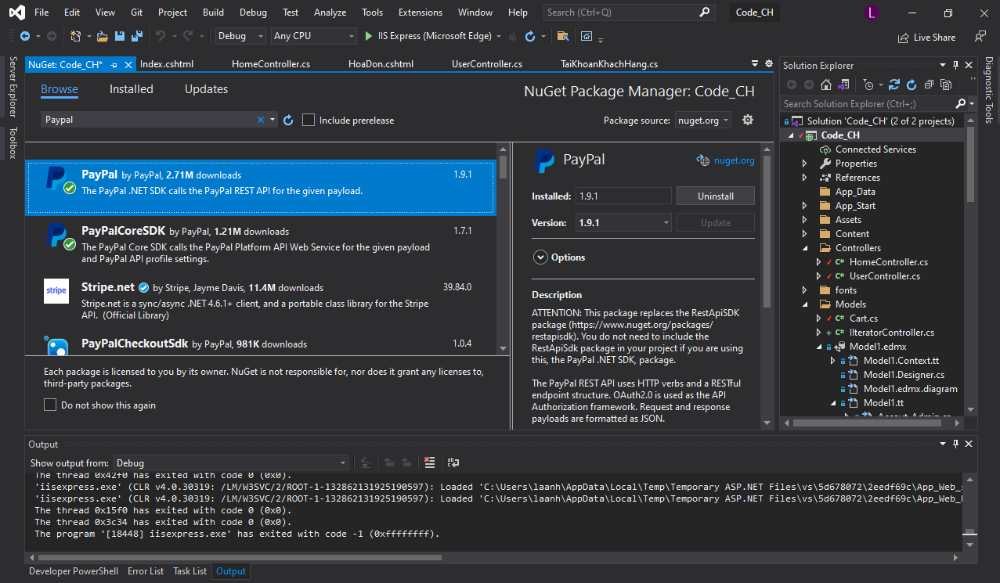 File Edit View Git Project Build Debug Test Analyze Tools Extensions Window Help Search (Ctrl+Q) Code_CH L
Debug Any CPU IIS Express (Microsoft Edge) Live Share
Server Explorer
Toolbox
NuGet: Code_CH* Index.cshtml HomeController.cs HoaDon.cshtml UserController.cs TaiKhoanKhachHang.cs
Browse Installed Updates
NuGet Package Manager: Code_CH
Paypal Include prerelease Package source: nuget.org
PayPal by PayPal, 2.71M downloads 1.9.1
The PayPal .NET SDK calls the PayPal REST API for the given payload.
PayPalCoreSDK by PayPal, 1.21M downloads 1.7.1
The PayPal Core SDK calls the PayPal Platform API Web Service for the given payload
and PayPal API profile settings.
stripe
Stripe.net by Stripe, Jayme Davis, 11.4M downloads 39.84.0
Stripe.net is a sync/async .NET 4.6.1+ client, and a portable class library for the Stripe
API. (Official Library)
PayPalCheckoutSdk by PayPal, 981K downloads 1.0.4
Each package is licensed to you by its owner. NuGet is not responsible for, nor does it grant any licenses to,
third-party packages.
Do not show this again
PayPal nuget.org
Installed: 1.9.1 Uninstall
Version: 1.9.1 Update
Options
Description
ATTENTION: This package replaces the RestApiSDK
package (https://www.nuget.org/packages/
restapisdk). You do not need to include the
RestApiSdk package in your project if you are using
this, the PayPal .NET SDK, package.
The PayPal REST API uses HTTP verbs and a RESTful
endpoint structure. OAuth2.0 is used as the API
Authorization framework. Request and response
payloads are formatted as JSON.
Solution Explorer
Search Solution Explorer (Ctrl+;)
Solution 'Code_CH' (2 of 2 projects)
Code_CH
Connected Services
Properties
References
App_Data
App_Start
Assets
Content
Controllers
C# HomeController.cs
C# UserController.cs
fonts
Models
C# Cart.cs
C# IIteratorController.cs
Model1.edmx
Model1.Context.tt
Model1.Designer.cs
Model1.edmx.diagram
Model1.tt
Diagnostic Tools
Output
Show output from: Debug
The thread 0x42f0 has exited with code 0 (0x0).
'iisexpress.exe' (CLR v4.0.30319: /LM/W3SVC/2/ROOT-1-132862131925190597): Loaded 'C:\Users\laanh\AppData\Local\Temp\Temporary ASP.NET Files\vs\5d678072\2eedf69c\App_Web_
'iisexpress.exe' (CLR v4.0.30319: /LM/W3SVC/2/ROOT-1-132862131925190597): Loaded 'C:\Users\laanh\AppData\Local\Temp\Temporary ASP.NET Files\vs\5d678072\2eedf69c\App_Web_
The thread 0x15f0 has exited with code 0 (0x0).
The thread 0x3c34 has exited with code 0 (0x0).
The program '[18448] iisexpress.exe' has exited with code -1 (0xffffffff).
Developer PowerShell Error List Task List Output